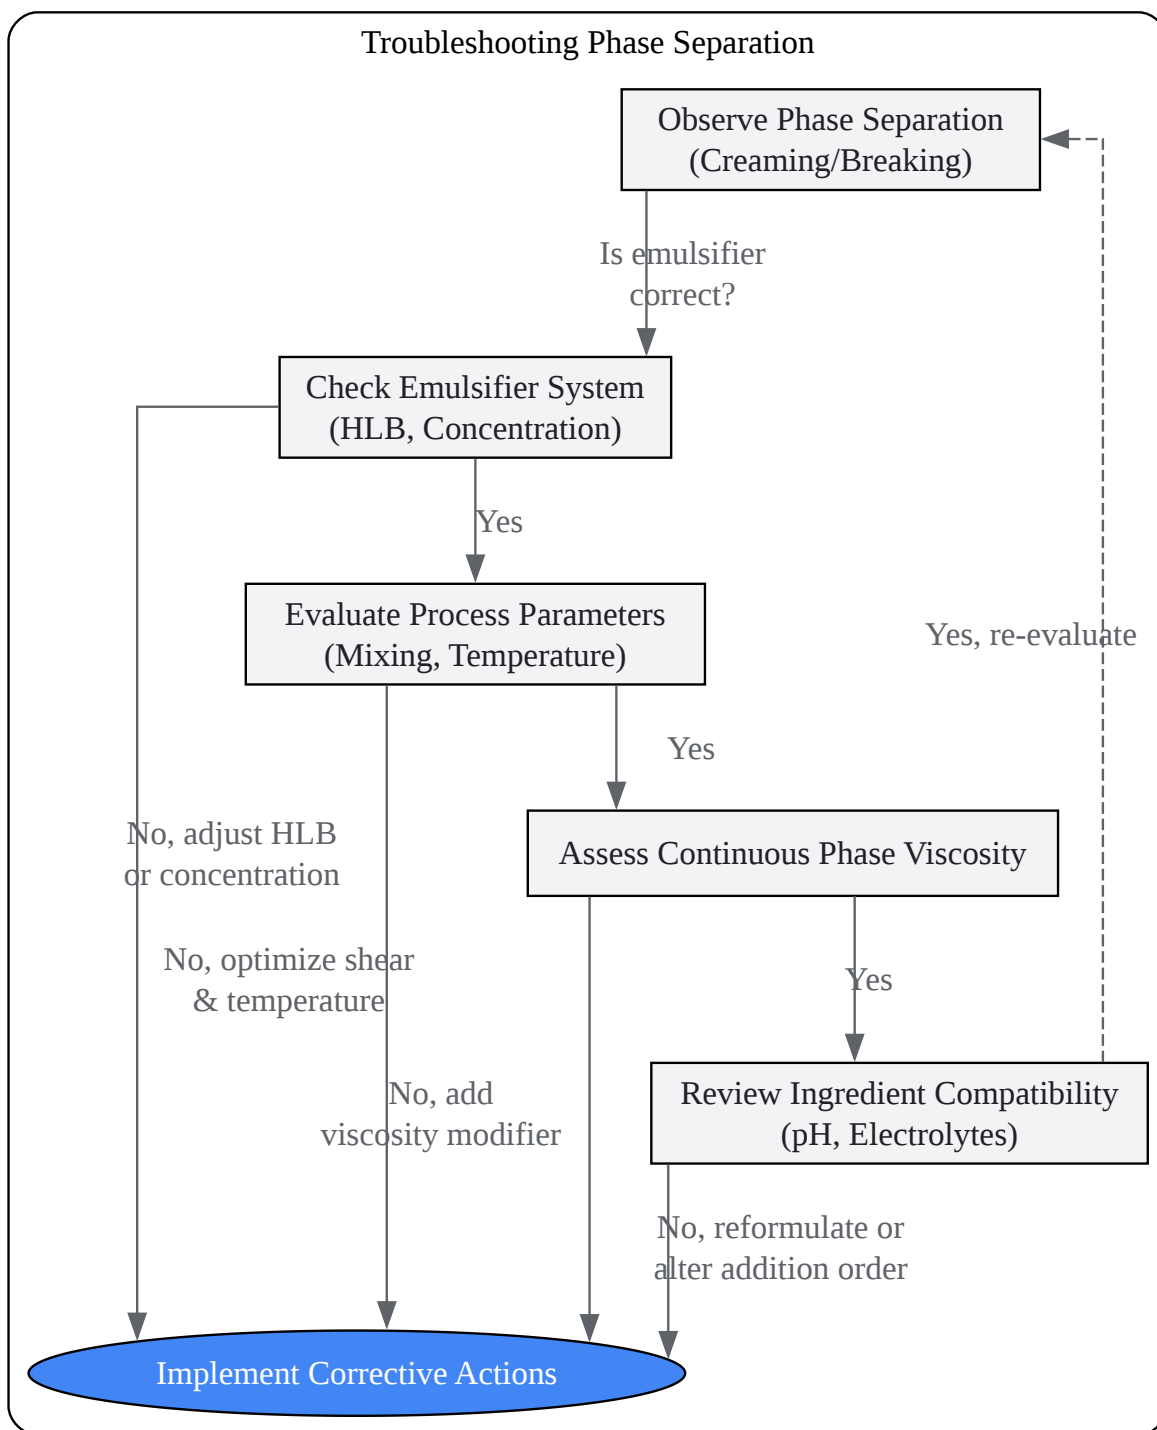 Troubleshooting Phase Separation
Observe Phase Separation
(Creaming/Breaking)
Is emulsifier
correct?
Check Emulsifier System
(HLB, Concentration)
Yes
Evaluate Process Parameters
(Mixing, Temperature)
Yes, re-evaluate
Yes
No, adjust HLB
or concentration
Assess Continuous Phase Viscosity
No, optimize shear
& temperature
Yes
No, add
viscosity modifier
Review Ingredient Compatibility
(pH, Electrolytes)
No, reformulate or
alter addition order
Implement Corrective Actions